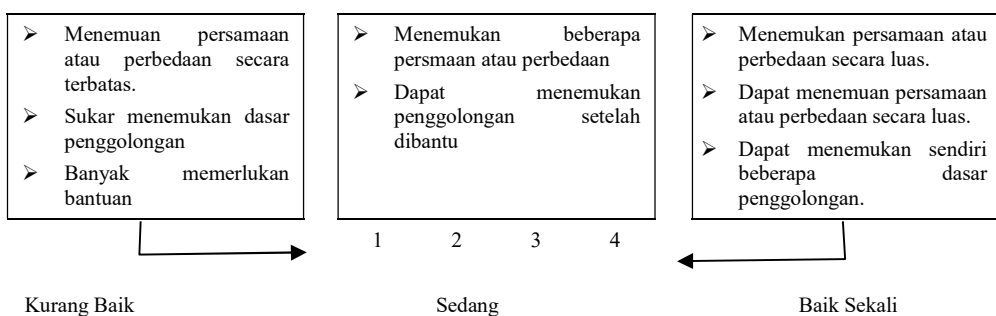 ➢ Menemuan persamaan
atau perbedaan secara
terbatas.
➢ Sukar menemukan dasar
penggolongan
➢ Banyak memerlukan
bantuan
➢ Menemukan beberapa
persmaan atau perbedaan
➢ Dapat menemukan
penggolongan setelah
dibantu
➢ Menemukan persamaan atau
perbedaan secara luas.
➢ Dapat menemuan persamaan
atau perbedaan secara luas.
➢ Dapat menemukan sendiri
beberapa dasar
penggolongan.
1 2 3 4
Kurang Baik Sedang Baik Sekali